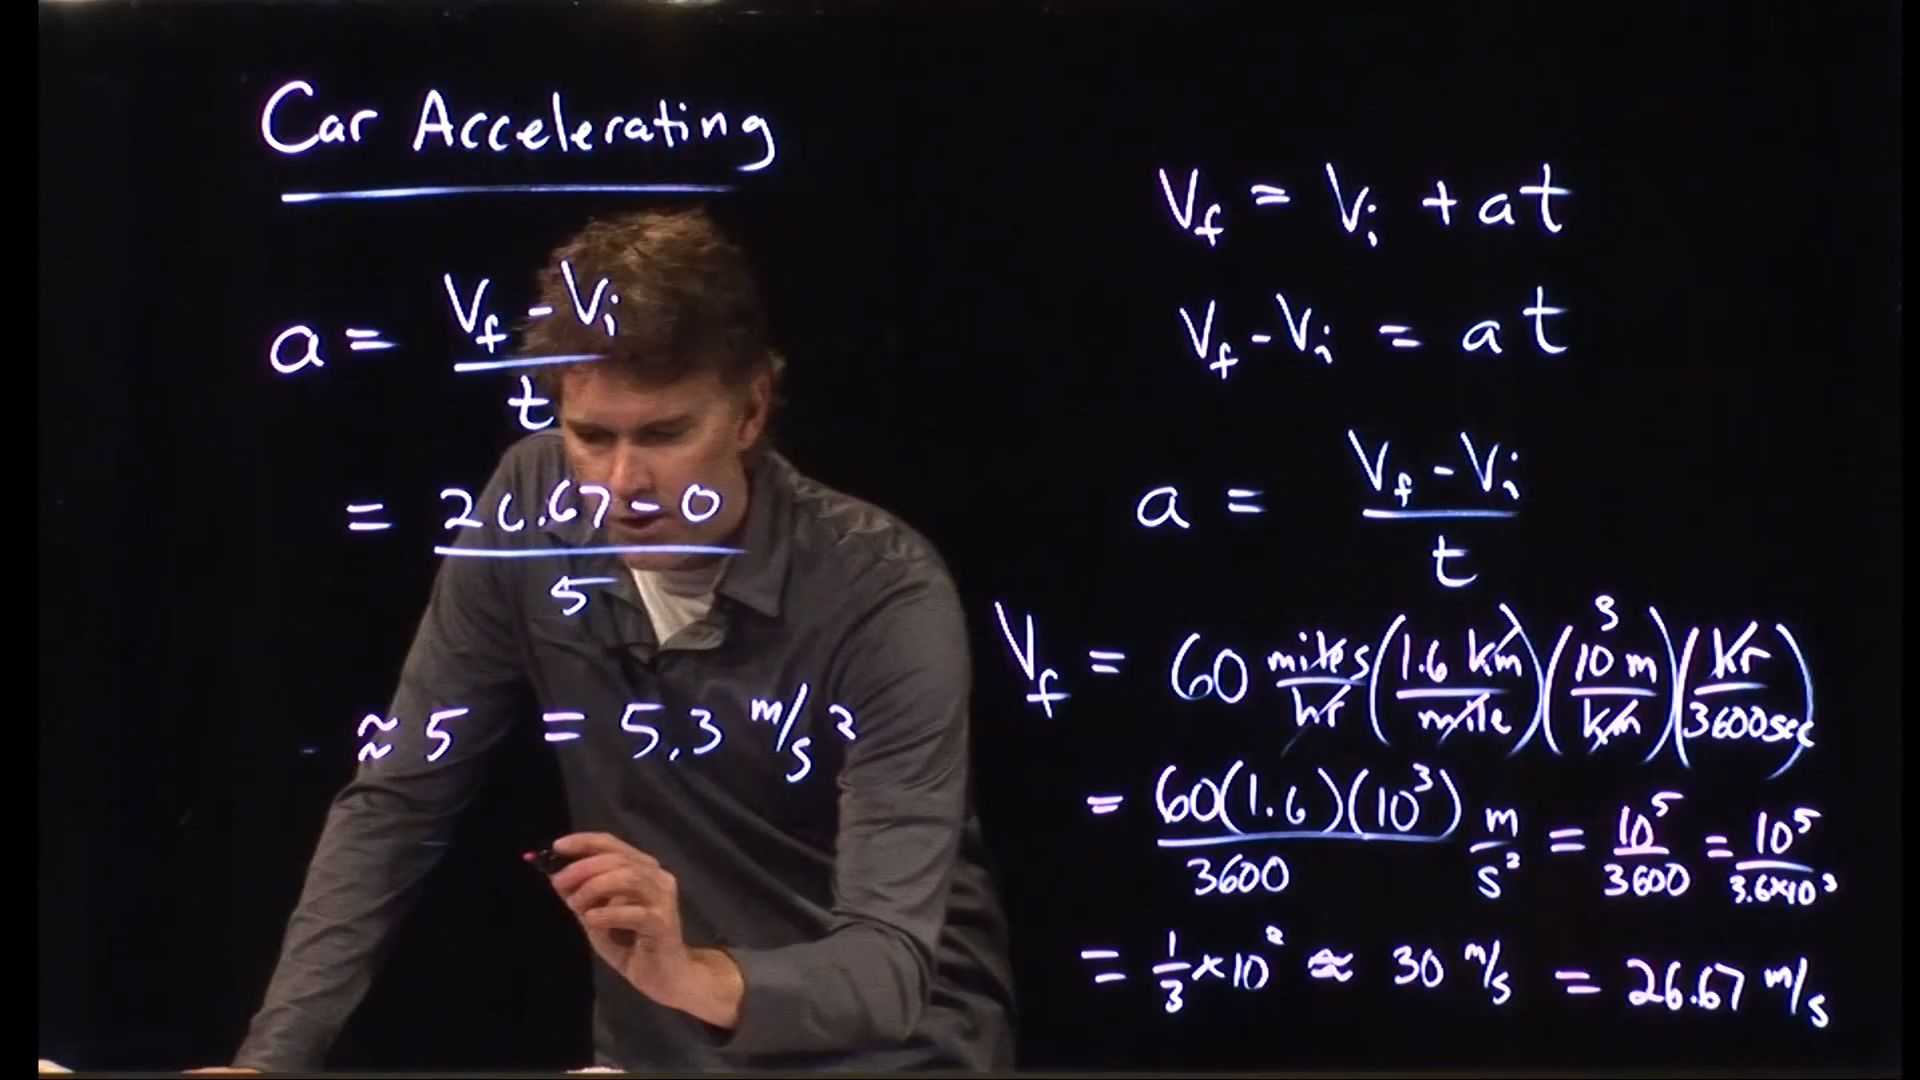 Car Accelerating
a = (Vf - Vi) / t
= (26.67 - 0) / 5
≈ 5 = 5.3 m/s²
Vf = Vi + at
Vf - Vi = at
a = (Vf - Vi) / t
Vf = 60 miles/hr (1.6 km/mile) (10³ m/km) (hr/3600sec)
= 60(1.6)(10³)/3600 m/s² = 10⁵/3600 = 10⁵/3.6×10³
= 1/3 × 10² ≈ 30 m/s = 26.67 m/s